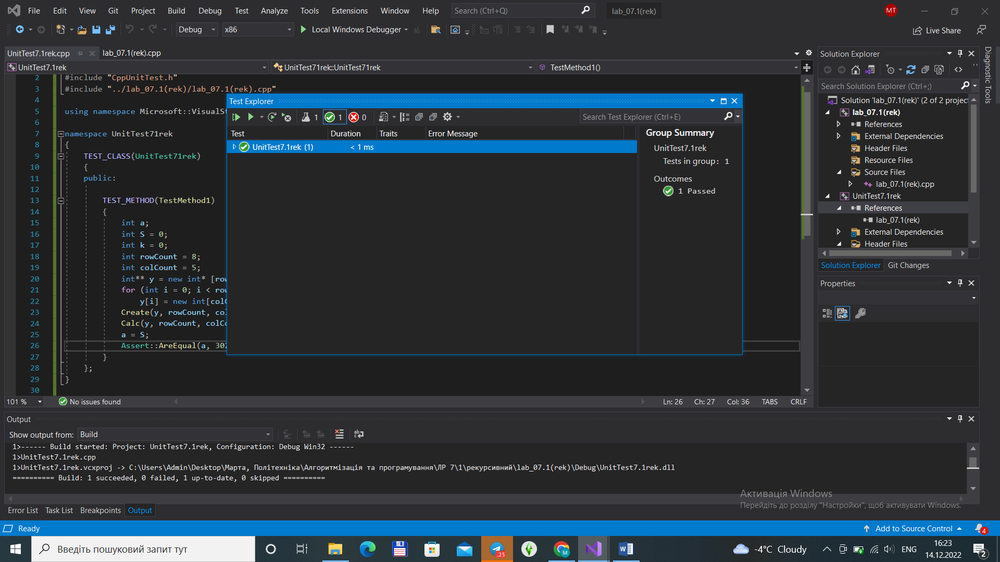 File Edit View Git Project Build Debug Test Analyze Tools Extensions Window Help Search (Ctrl+Q) lab_07.1(rek) MT
Debug x86 Local Windows Debugger Live Share
UnitTest7.1rek.cpp lab_07.1(rek).cpp
UnitTest7.1rek UnitTest71rek::UnitTest71rek TestMethod1()
2 #include "CppUnitTest.h"
3 #include "../lab_07.1(rek)/lab_07.1(rek).cpp"
4
5 using namespace Microsoft::VisualSt
6
7 namespace UnitTest71rek
8 {
9 TEST_CLASS(UnitTest71rek)
10 {
11 public:
12
13 TEST_METHOD(TestMethod1)
14 {
15 int a;
16 int S = 0;
17 int k = 0;
18 int rowCount = 8;
19 int colCount = 5;
20 int** y = new int* [row
21 for (int i = 0; i < row
22 y[i] = new int[colC
23 Create(y, rowCount, col
24 Calc(y, rowCount, colCo
25 a = S;
26 Assert::AreEqual(a, 302
27 }
28 };
29 }
30
Test Explorer
1 1 0 Search Test Explorer (Ctrl+E)
Test Duration Traits Error Message
UnitTest7.1rek (1) < 1 ms
Group Summary
UnitTest7.1rek
Tests in group: 1
Outcomes
1 Passed
101 % No issues found Ln: 26 Ch: 27 Col: 36 TABS CRLF
Solution Explorer
Search Solution Explorer (Ctrl+;)
Solution 'lab_07.1(rek)' (2 of 2 project
lab_07.1(rek)
References
External Dependencies
Header Files
Resource Files
Source Files
lab_07.1(rek).cpp
UnitTest7.1rek
References
lab_07.1(rek)
External Dependencies
Header Files
Solution Explorer Git Changes
Properties
Diagnostic Tools
Output
Show output from: Build
1>------ Build started: Project: UnitTest7.1rek, Configuration: Debug Win32 ------
1>UnitTest7.1rek.cpp
1>UnitTest7.1rek.vcxproj -> C:\Users\Admin\Desktop\Марта, Політехніка\Алгоритмізація та програмування\ЛР 7\1\рекурсивний\lab_07.1(rek)\Debug\UnitTest7.1rek.dll
========== Build: 1 succeeded, 0 failed, 1 up-to-date, 0 skipped ==========
Активація Windows
Перейдіть до розділу "Настройки", щоб активувати Windows.
Error List Task List Breakpoints Output
Ready Add to Source Control 4
Введіть пошуковий запит тут 25 -4°C Cloudy ENG 16:23 2
14.12.2022